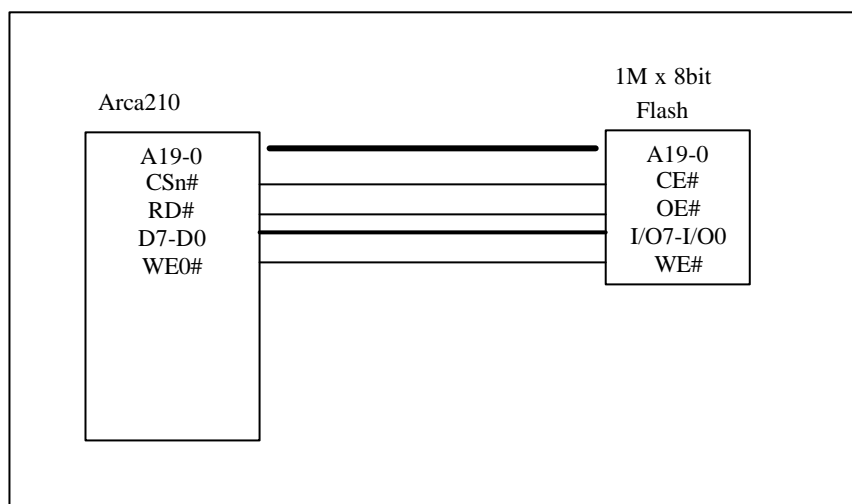 Arca210
A19-0
CSn#
RD#
D7-D0
WE0#
1M x 8bit
Flash
A19-0
CE#
OE#
I/O7-I/O0
WE#